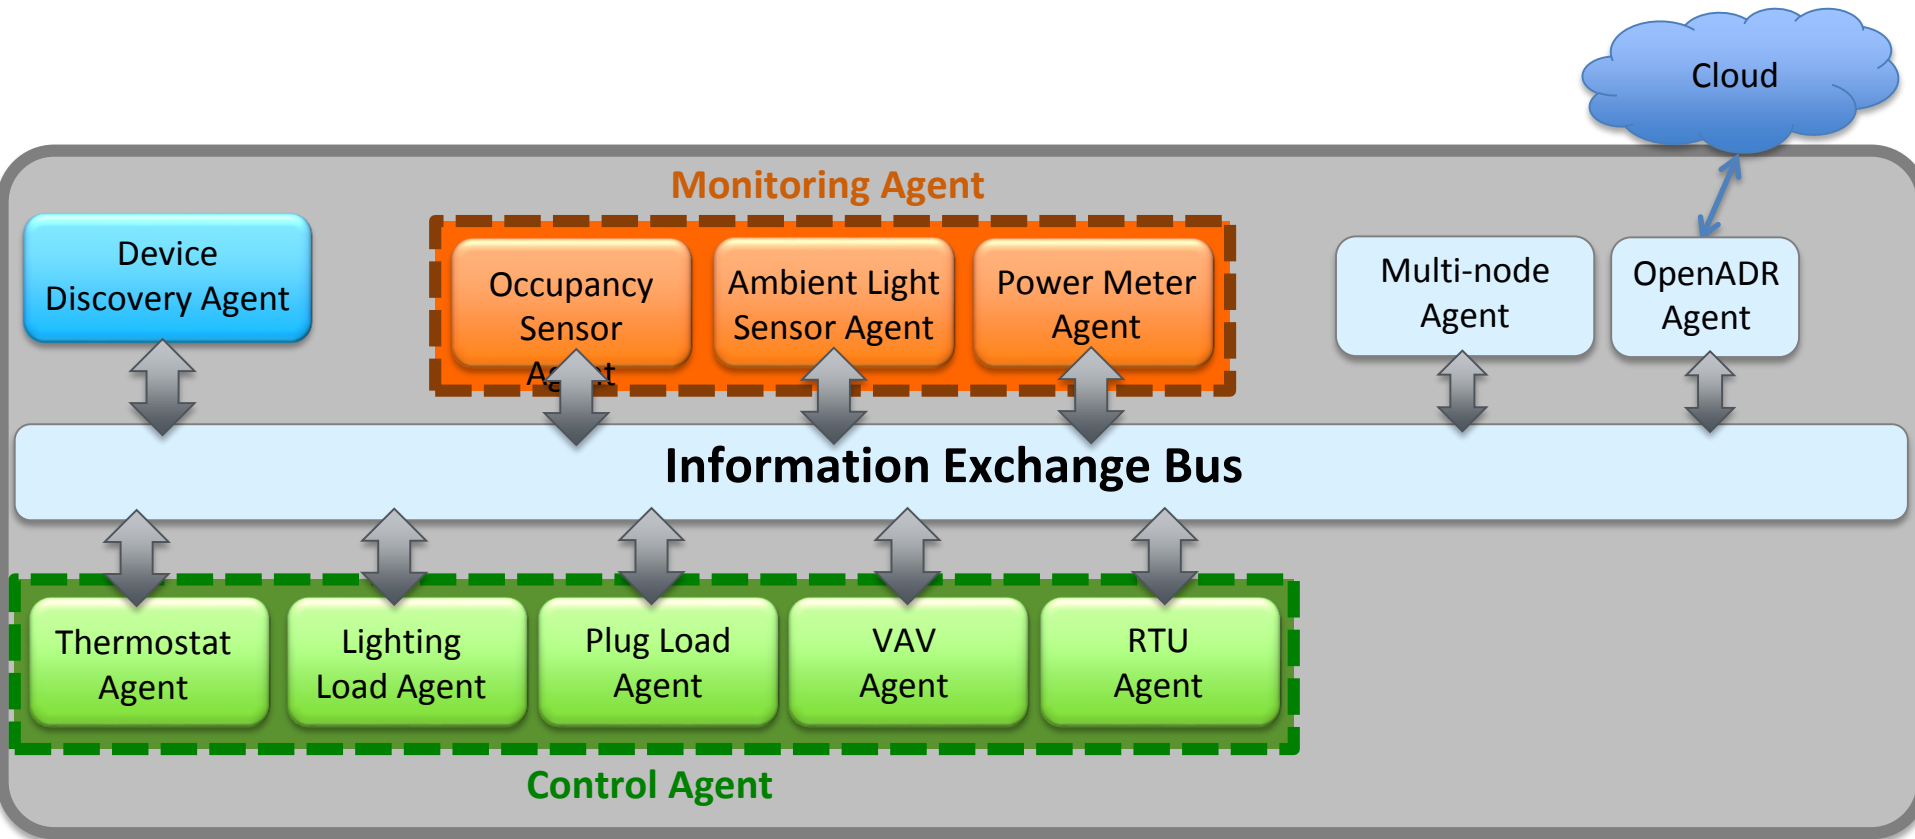 Cloud
Monitoring Agent
Device
Discovery Agent
Occupancy
Sensor
Agent
Ambient Light
Sensor Agent
Power Meter
Agent
Multi-node
Agent
OpenADR
Agent
Information Exchange Bus
Thermostat
Agent
Lighting
Load Agent
Plug Load
Agent
VAV
Agent
RTU
Agent
Control Agent